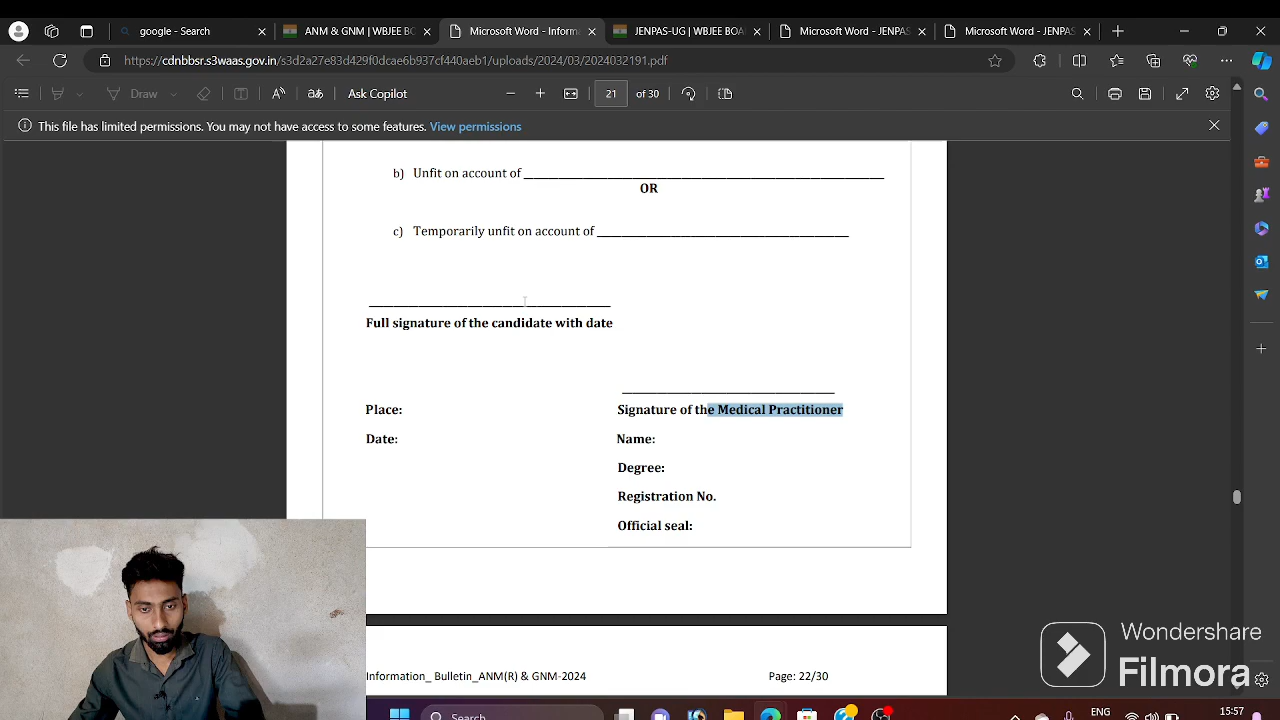 google - Search
ANM & GNM | WBJEE BO
Microsoft Word - Informa
JENPAS-UG | WBJEE BOA
Microsoft Word - JENPAS
Microsoft Word - JENPAS
https://cdnbbsr.s3waas.gov.in/s3d2a27e83d429f0dcae6b937cf440aeb1/uploads/2024/03/2024032191.pdf
Draw
Ask Copilot
21 of 30
This file has limited permissions. You may not have access to some features. View permissions
b) Unfit on account of
OR
c) Temporarily unfit on account of
Full signature of the candidate with date
Place: Signature of the Medical Practitioner
Date: Name:
Degree:
Registration No.
Official seal:
Information_ Bulletin_ANM(R) & GNM-2024 Page: 22/30
Wondershare
Filmora
Search
ENG 15:57